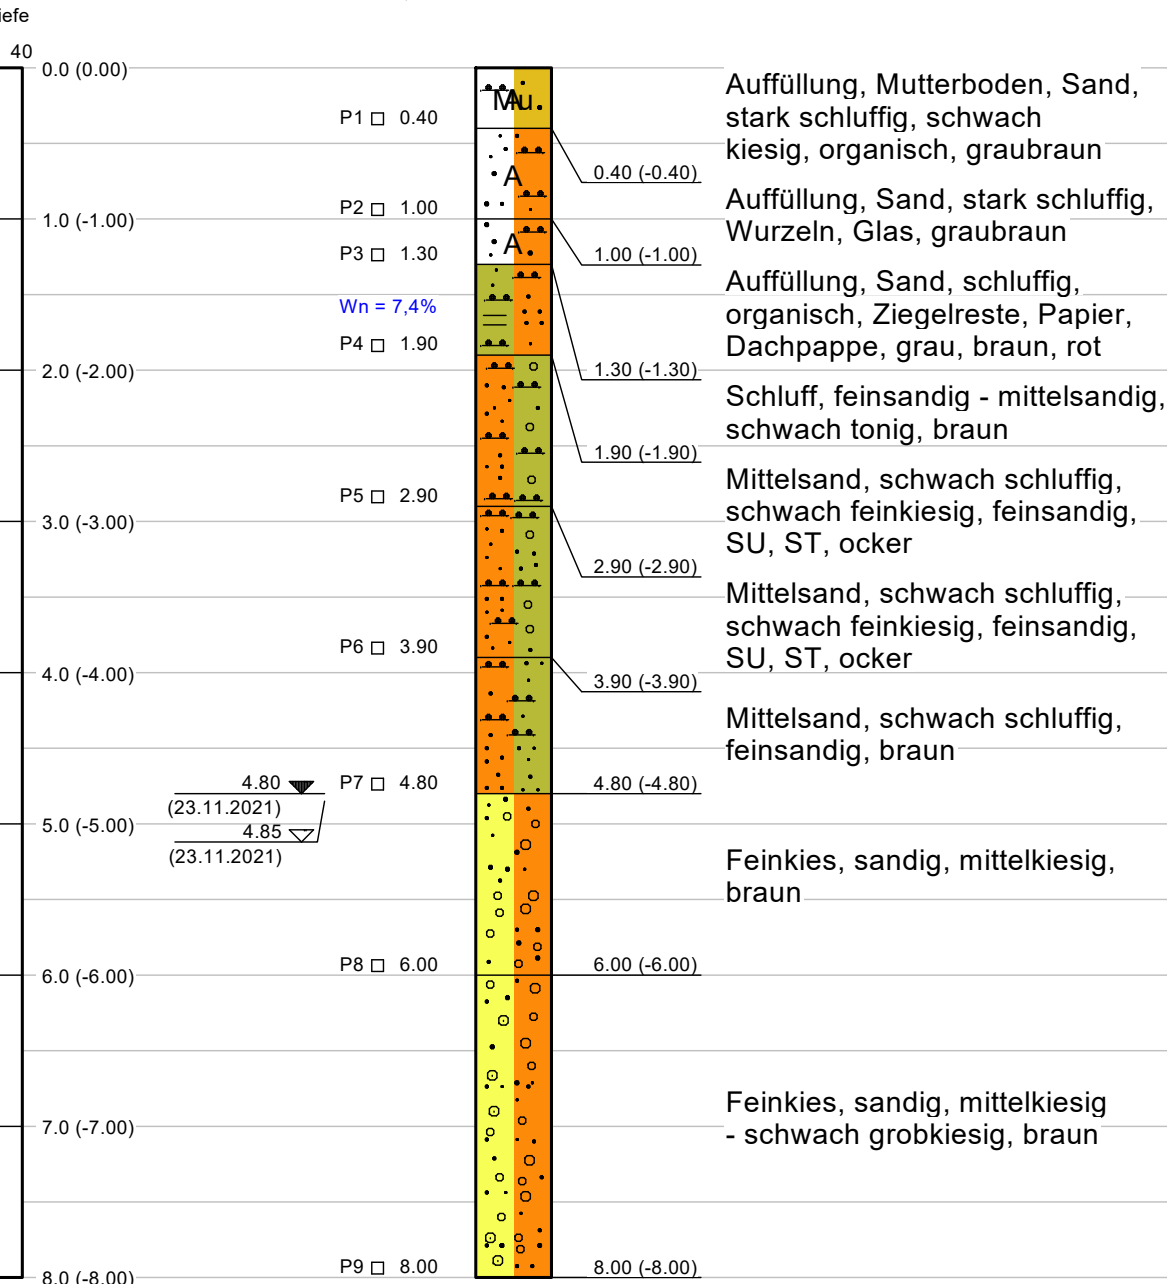 iefe
40
0.0 (0.00)
Mu A
Auffüllung, Mutterboden, Sand,
stark schluffig, schwach
kiesig, organisch, graubraun
P1 0.40
0.40 (-0.40)
A
Auffüllung, Sand, stark schluffig,
Wurzeln, Glas, graubraun
P2 1.00
1.0 (-1.00)
1.00 (-1.00)
A
P3 1.30
Auffüllung, Sand, schluffig,
organisch, Ziegelreste, Papier,
Dachpappe, grau, braun, rot
Wn = 7,4%
P4 1.90
1.30 (-1.30)
2.0 (-2.00)
Schluff, feinsandig - mittelsandig,
schwach tonig, braun
1.90 (-1.90)
Mittelsand, schwach schluffig,
schwach feinkiesig, feinsandig,
SU, ST, ocker
P5 2.90
3.0 (-3.00)
2.90 (-2.90)
Mittelsand, schwach schluffig,
schwach feinkiesig, feinsandig,
SU, ST, ocker
P6 3.90
4.0 (-4.00)
3.90 (-3.90)
Mittelsand, schwach schluffig,
feinsandig, braun
4.80
(23.11.2021)
P7 4.80
4.80 (-4.80)
5.0 (-5.00)
4.85
(23.11.2021)
Feinkies, sandig, mittelkiesig,
braun
P8 6.00
6.0 (-6.00)
6.00 (-6.00)
Feinkies, sandig, mittelkiesig
- schwach grobkiesig, braun
7.0 (-7.00)
P9 8.00
8.0 (-8.00)
8.00 (-8.00)